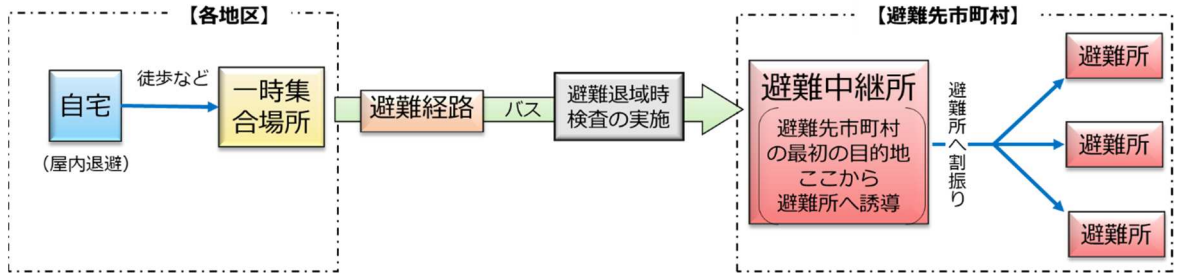 【各地区】
自宅
(屋内退避)
徒歩など
一時集
合場所
避難経路
バス
避難退域時
検査の実施
【避難先市町村】
避難中継所
避難先市町村
の最初の目的地
ここから
避難所へ誘導
避難所へ割振り
避難所
避難所
避難所